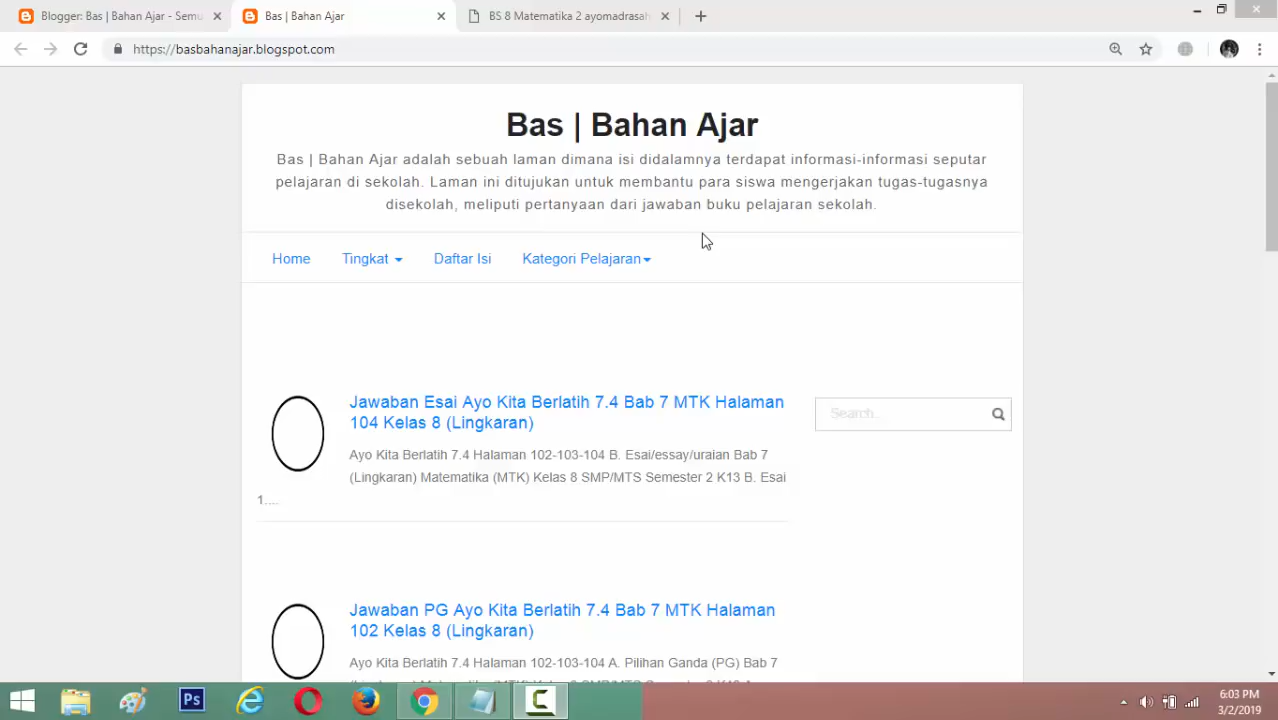 Blogger: Bas | Bahan Ajar - Semu
Bas | Bahan Ajar
BS 8 Matematika 2 ayomadrasah
https://basbahanajar.blogspot.com
Bas | Bahan Ajar
Bas | Bahan Ajar adalah sebuah laman dimana isi didalamnya terdapat informasi-informasi seputar
pelajaran di sekolah. Laman ini ditujukan untuk membantu para siswa mengerjakan tugas-tugasnya
disekolah, meliputi pertanyaan dari jawaban buku pelajaran sekolah.
Home Tingkat Daftar Isi Kategori Pelajaran
Jawaban Esai Ayo Kita Berlatih 7.4 Bab 7 MTK Halaman
104 Kelas 8 (Lingkaran)
Search...
Ayo Kita Berlatih 7.4 Halaman 102-103-104 B. Esai/essay/uraian Bab 7
(Lingkaran) Matematika (MTK) Kelas 8 SMP/MTS Semester 2 K13 B. Esai
1....
Jawaban PG Ayo Kita Berlatih 7.4 Bab 7 MTK Halaman
102 Kelas 8 (Lingkaran)
Ayo Kita Berlatih 7.4 Halaman 102-103-104 A. Pilihan Ganda (PG) Bab 7
Ps
6:03 PM
3/2/2019